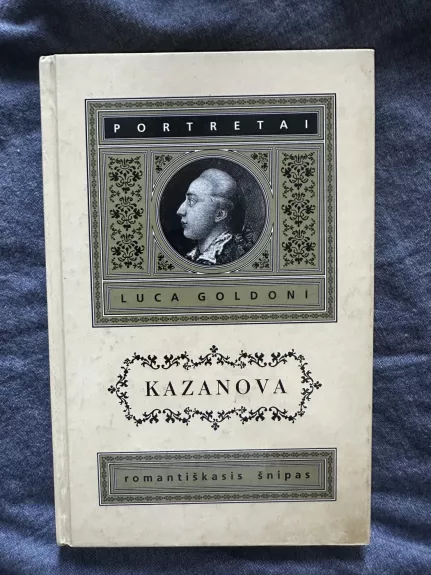 PORTRETAI
LUCA GOLDONI
KAZANOVA
romantiškasis šnipas